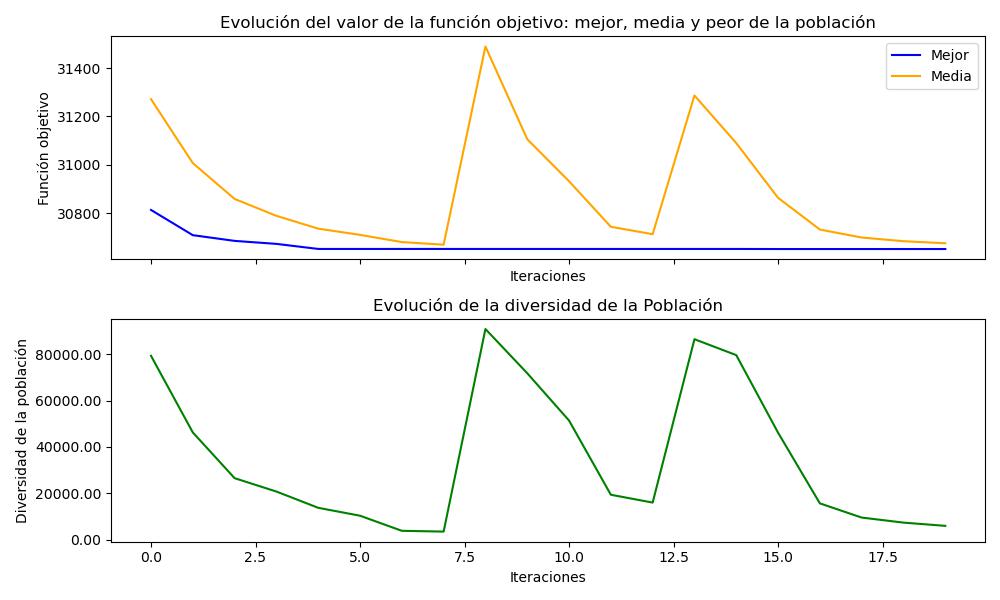 Evolución del valor de la función objetivo: mejor, media y peor de la población
Mejor
Media
Función objetivo
31400
31200
31000
30800
Iteraciones
Evolución de la diversidad de la Población
Diversidad de la población
80000.00
60000.00
40000.00
20000.00
0.00
0.0 2.5 5.0 7.5 10.0 12.5 15.0 17.5
Iteraciones